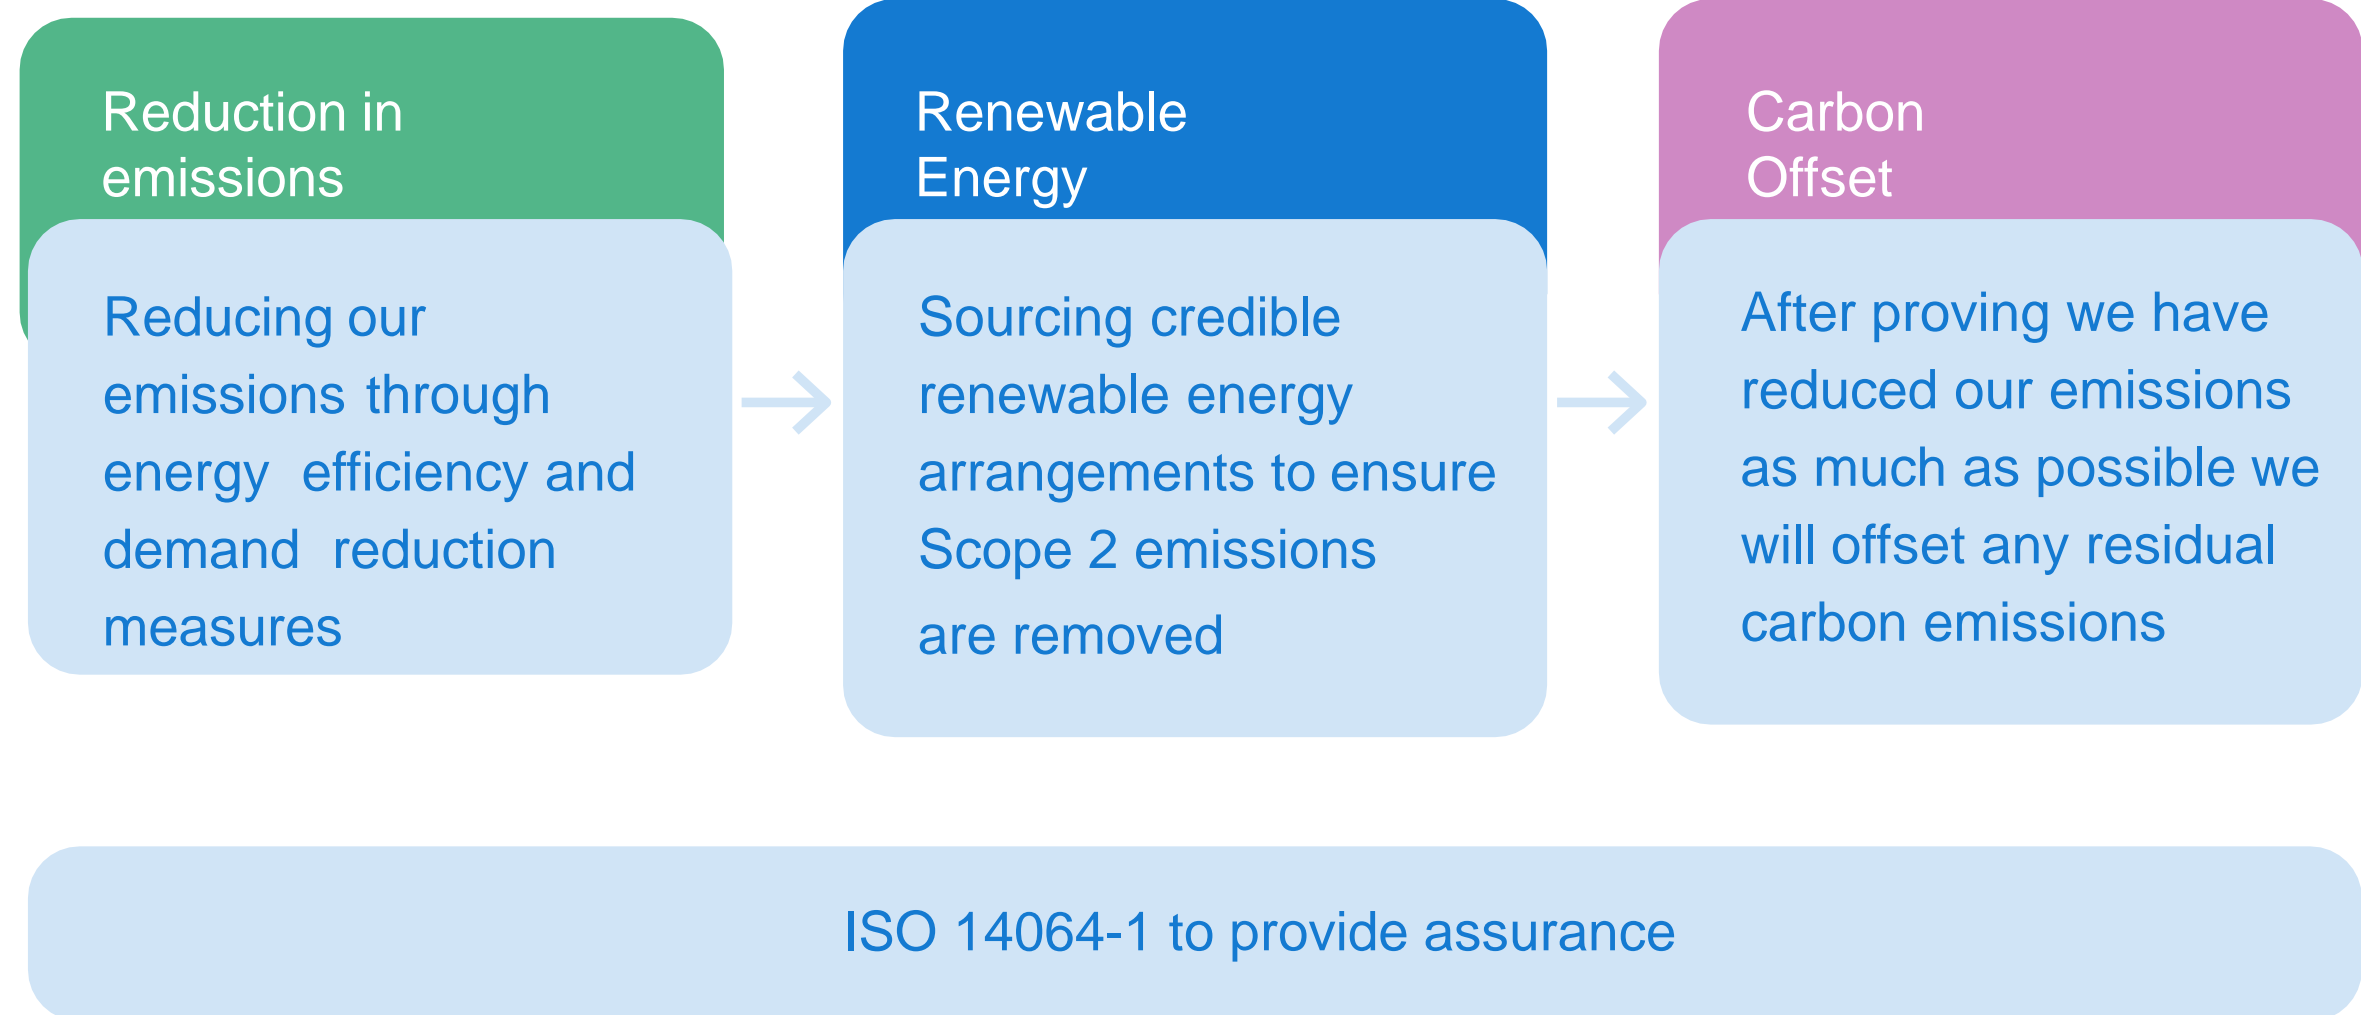 Reduction in
emissions
Reducing our
emissions through
energy efficiency and
demand reduction
measures
Renewable
Energy
Sourcing credible
renewable energy
arrangements to ensure
Scope 2 emissions
are removed
Carbon
Offset
After proving we have
reduced our emissions
as much as possible we
will offset any residual
carbon emissions
ISO 14064-1 to provide assurance